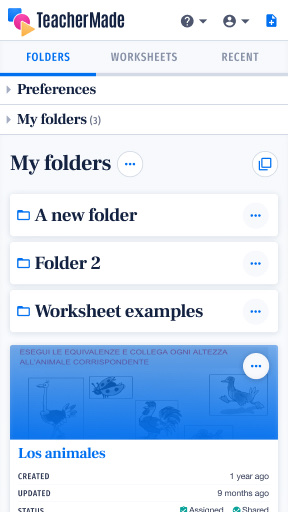 TeacherMade
FOLDERS WORKSHEETS RECENT
Preferences
My folders (3)
My folders
A new folder
Folder 2
Worksheet examples
ESEGUI LE EQUIVALENZE E COLLEGA OGNI ALTEZZA
ALL'ANIMALE CORRISPONDENTE
Los animales
CREATED 1 year ago
UPDATED 9 months ago
STATUS Assigned Shared